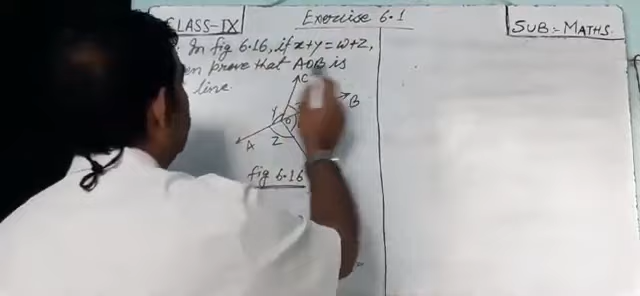 CLASS-IX
Exercise 6.1
SUB:- MATHS
In fig 6.16, if x+y=w+z,
en prove that AOB is
line.
C
B
y
O
A
z
fig 6.16